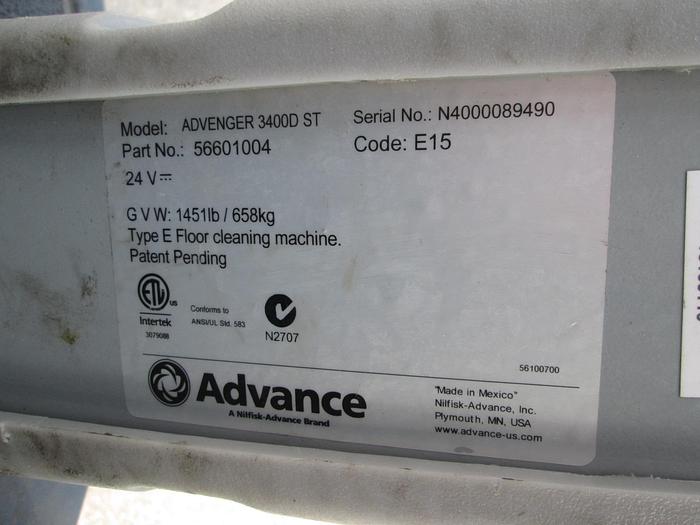 Model: ADVENGER 3400D ST
Serial No.: N4000089490
Part No.: 56601004
Code: E15
24 V⎓
G V W: 1451lb / 658kg
Type E Floor cleaning machine.
Patent Pending
ETL
us
Intertek
3079088
Conforms to
ANSI/UL Std. 583
N2707
56100700
Advance
A Nilfisk-Advance Brand
"Made in Mexico"
Nilfisk-Advance, Inc.
Plymouth, MN, USA
www.advance-us.com